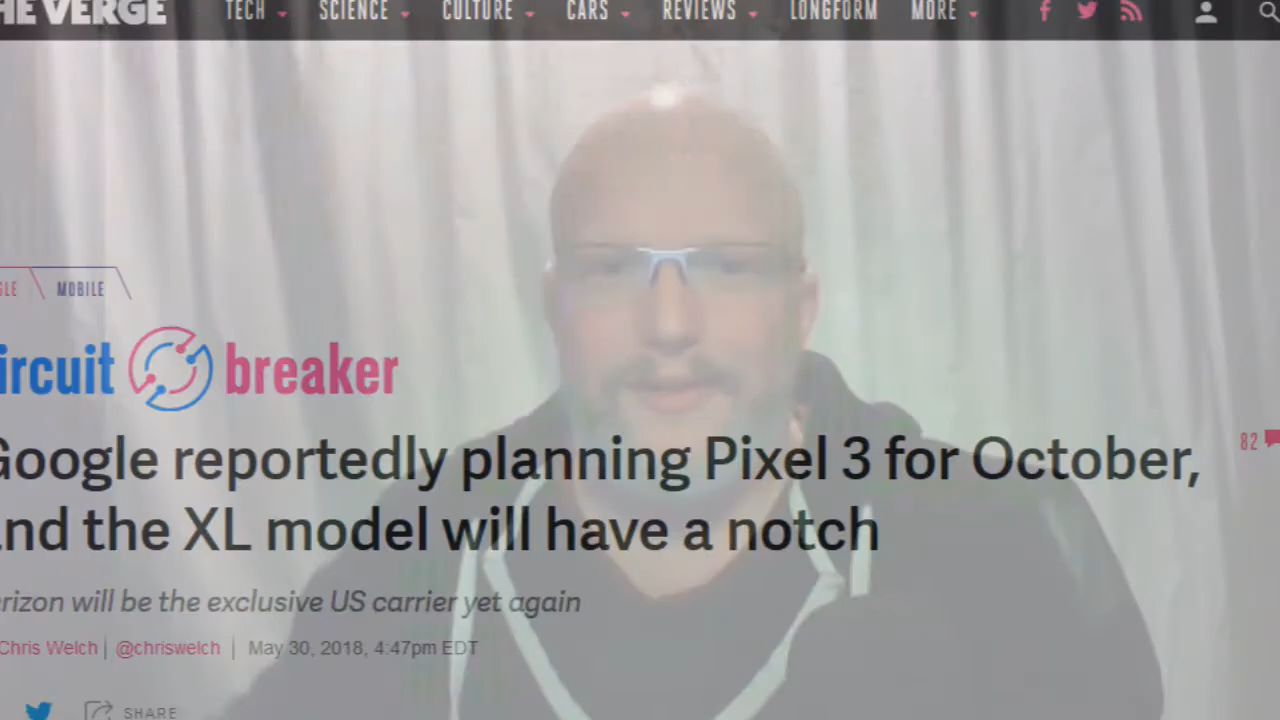 HE VERGE TECH SCIENCE CULTURE CARS REVIEWS LONGFORM MORE
GLE MOBILE
ircuit breaker
Google reportedly planning Pixel 3 for October,
82
and the XL model will have a notch
erizon will be the exclusive US carrier yet again
Chris Welch | @chriswelch | May 30, 2018, 4:47pm EDT
SHARE